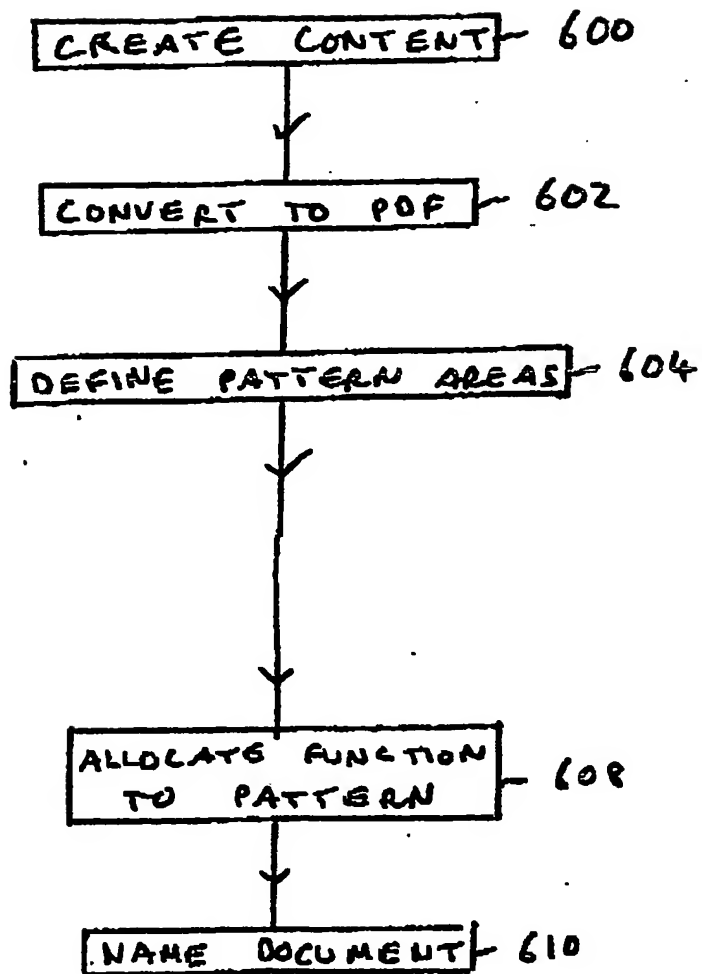 CREATE CONTENT 600
CONVERT TO PDF 602
DEFINE PATTERN AREAS 604
ALLOCATE FUNCTION
TO PATTERN 608
NAME DOCUMENT 610